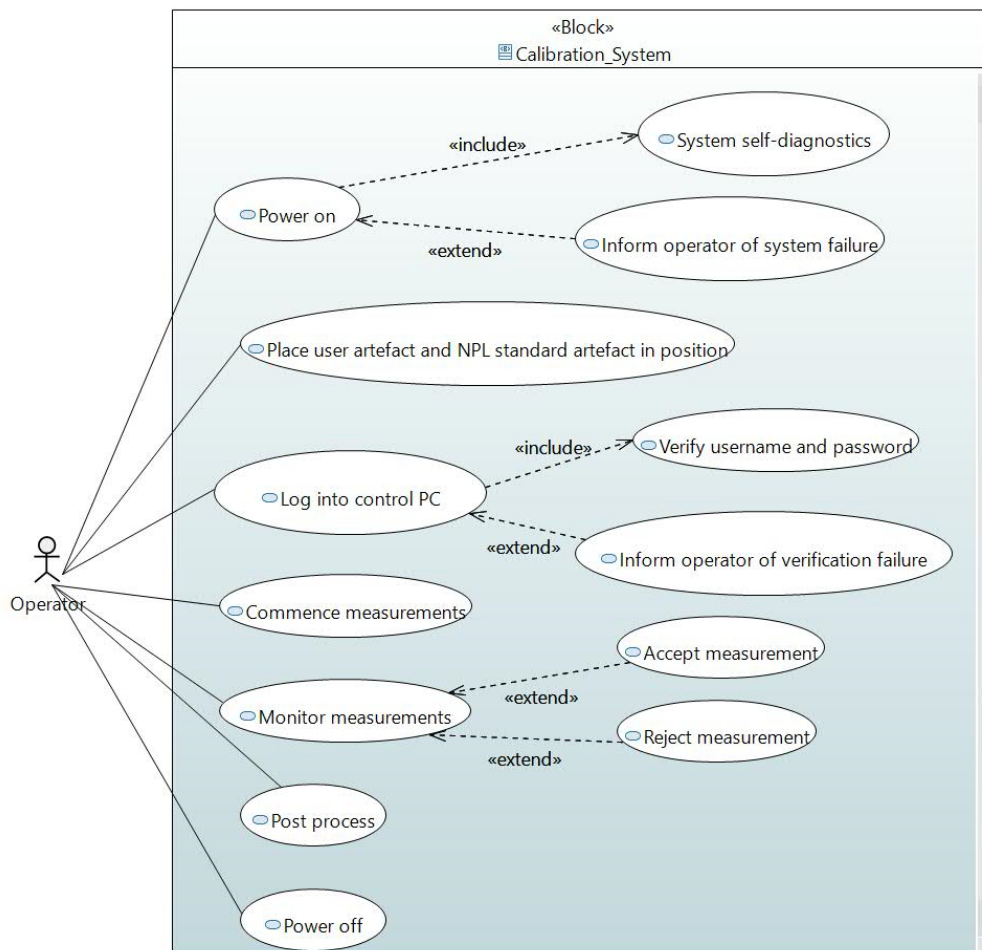 «Block»
Calibration_System
«include»
System self-diagnostics
Power on
«extend»
Inform operator of system failure
Place user artefact and NPL standard artefact in position
«include»
Verify username and password
Log into control PC
«extend»
Inform operator of verification failure
Operator
Commence measurements
Accept measurement
«extend»
Monitor measurements
Reject measurement
«extend»
Post process
Power off